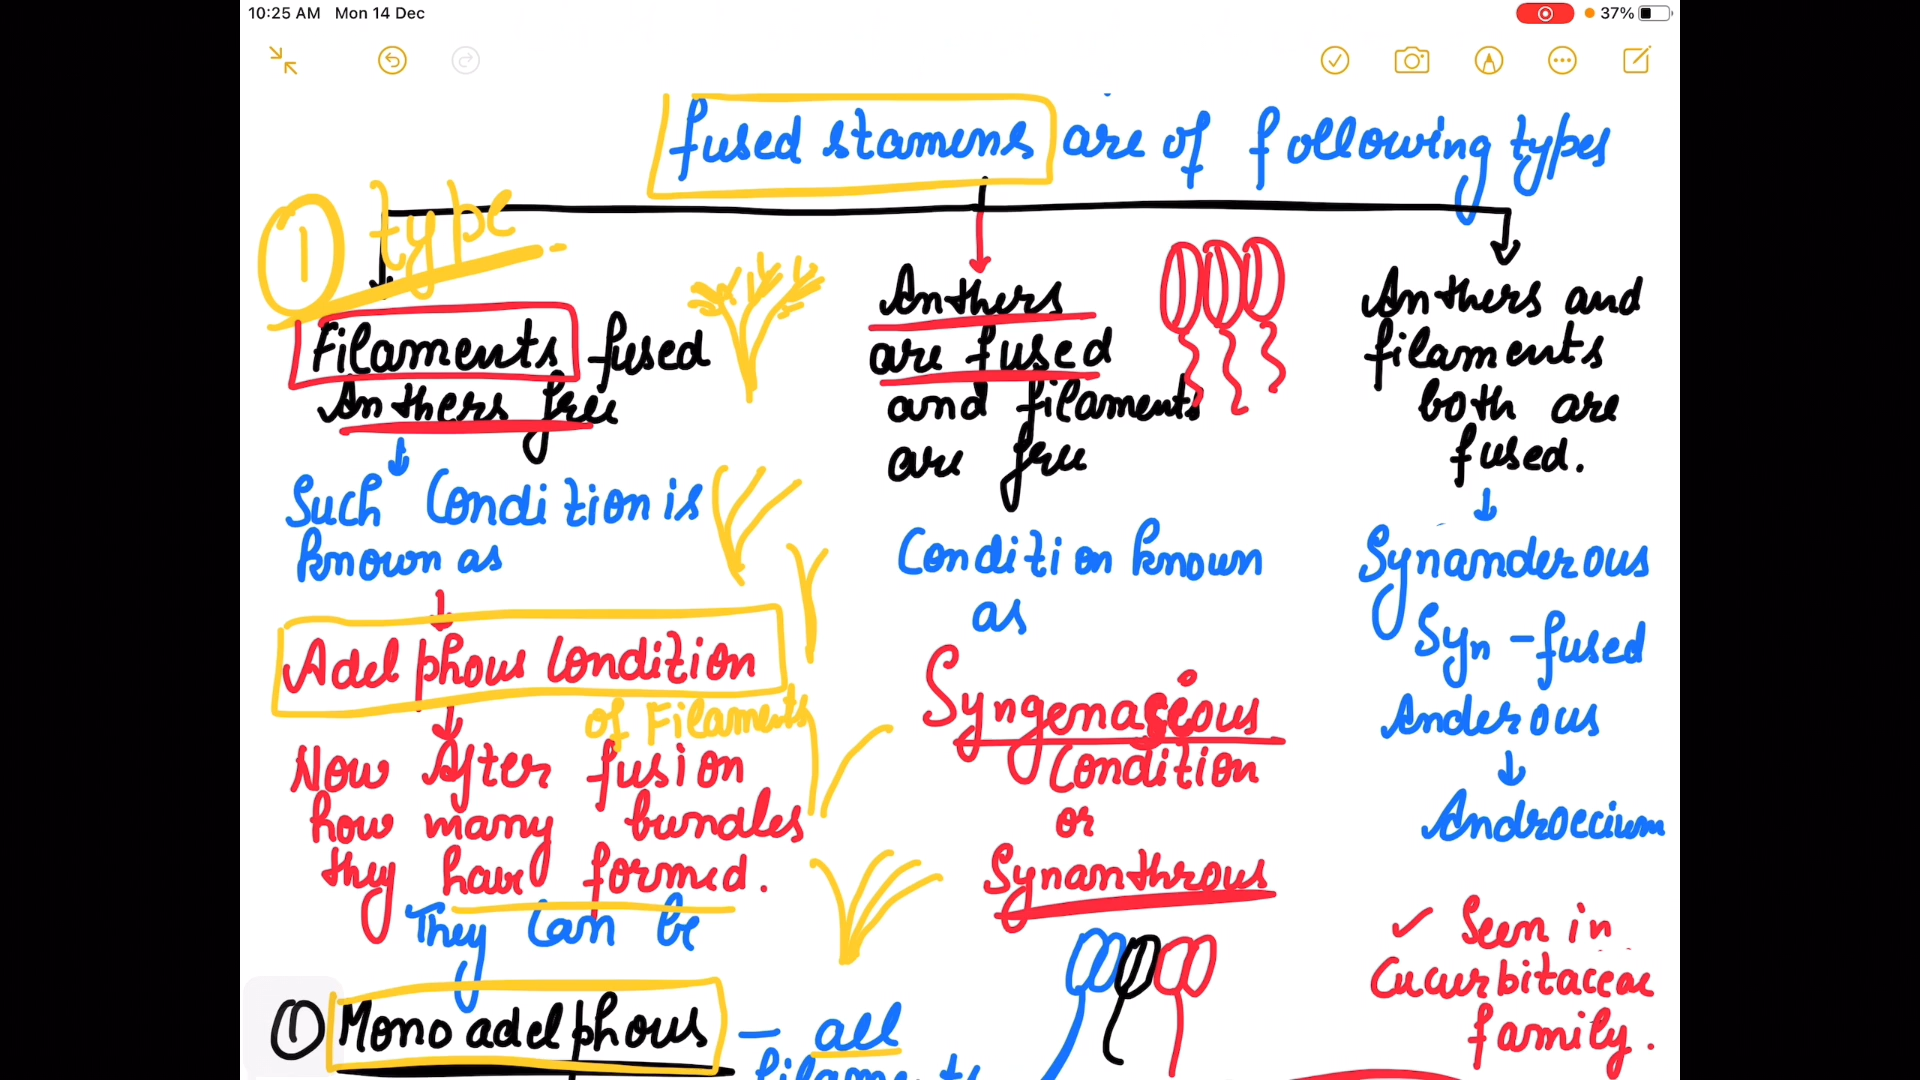 10:25 AM Mon 14 Dec
37%
fused stamens are of following types
① type
Filaments fused
Anthers free
Such Condition is
known as
Adelphous Condition
of Filaments
Now After fusion
how many bundles
they have formed.
They can be
① Monoadelphous - all
filaments
Anthers
are fused
and filaments
are free
Condition known
as
Syngenacious
Condition
or
Synanthrous
Anthers and
filaments
both are
fused.
Synanderous
Syn - fused
Anderous
Androecium
✓ Seen in
Cucurbitaceae
family.